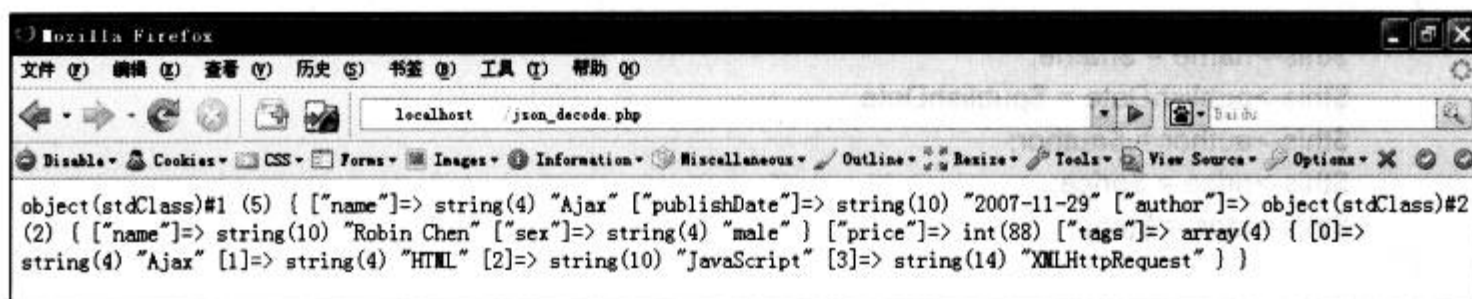 Mozilla Firefox
文件 (F) 编辑 (E) 查看 (V) 历史 (S) 书签 (B) 工具 (T) 帮助 (H)
localhost /json_decode.php Baidu
Disable Cookies CSS Forms Images Information Miscellaneous Outline Resize Tools View Source Options
object(stdClass)#1 (5) { ["name"]=> string(4) "Ajax" ["publishDate"]=> string(10) "2007-11-29" ["author"]=> object(stdClass)#2
(2) { ["name"]=> string(10) "Robin Chen" ["sex"]=> string(4) "male" } ["price"]=> int(88) ["tags"]=> array(4) { [0]=>
string(4) "Ajax" [1]=> string(4) "HTML" [2]=> string(10) "JavaScript" [3]=> string(14) "XMLHttpRequest" } }